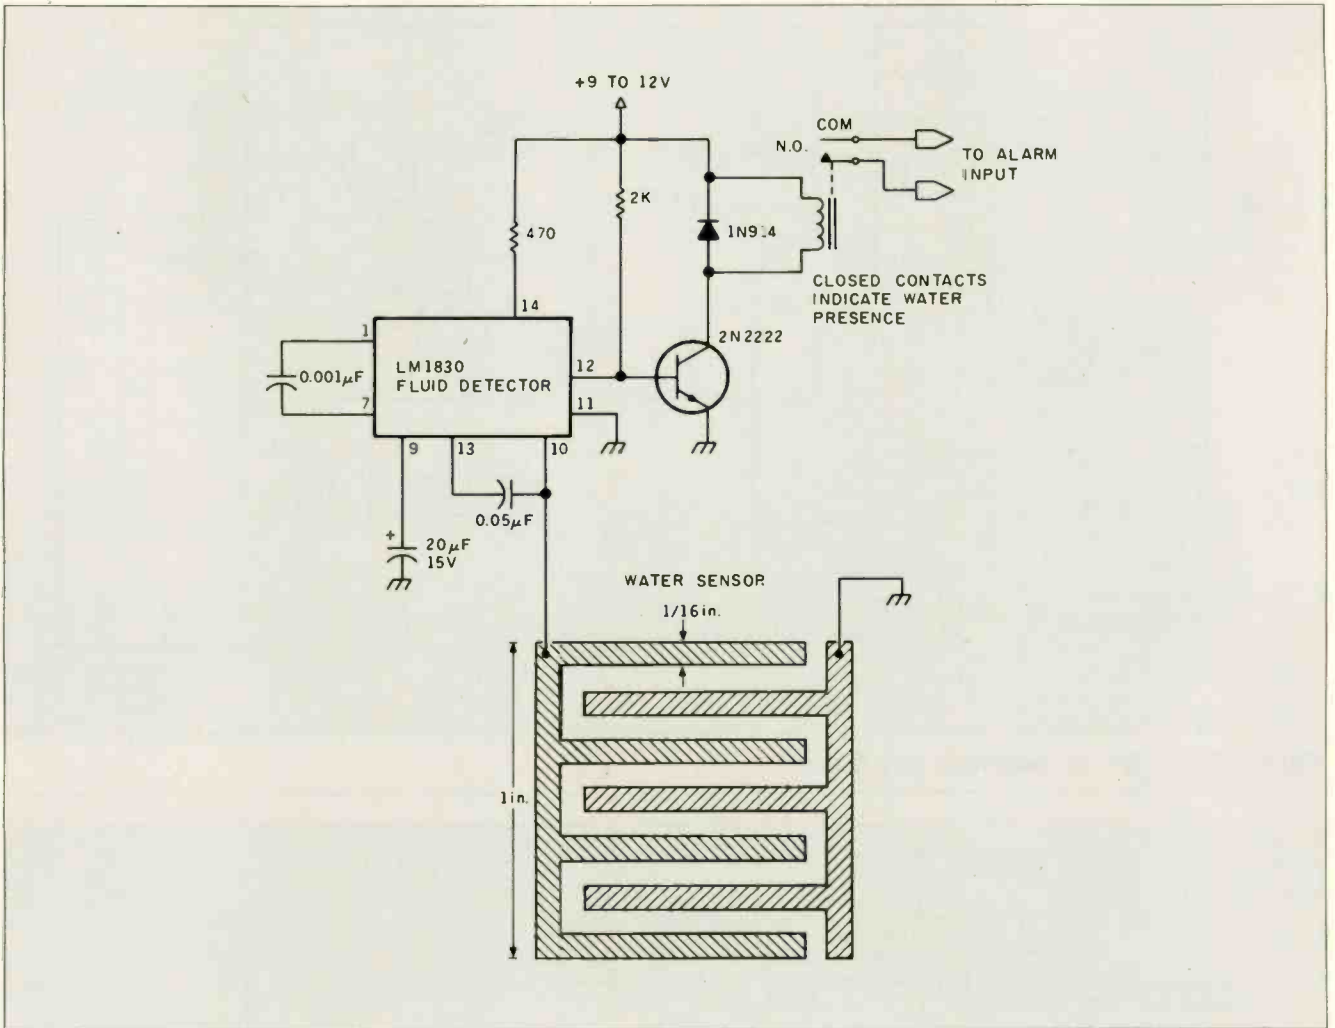 +9 TO 12V
COM
N.O.
TO ALARM
INPUT
2K
470
1N914
CLOSED CONTACTS
INDICATE WATER
PRESENCE
14
2N2222
1
LM1830
FLUID DETECTOR
12
0.001µF
7
11
9
13
10
0.05µF
+
20µF
15V
WATER SENSOR
1/16in.
1in.